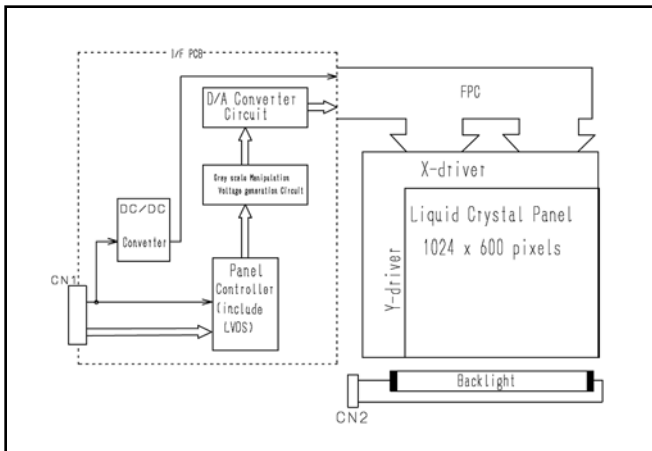 I/F PCB
D/A Converter
Circuit
FPC
Grey scala Manipulation
Voltage generation Circuit
X-driver
DC/DC
Converter
Liquid Crystal Panel
1024 x 600 pixels
Y-driver
CN1
Panel
Controller
(include
LVDS)
Backlight
CN2